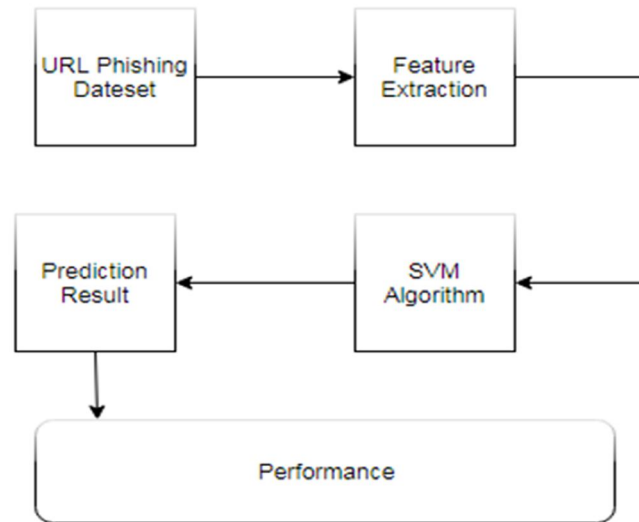 URL Phishing
Dateset
Feature
Extraction
Prediction
Result
SVM
Algorithm
Performance